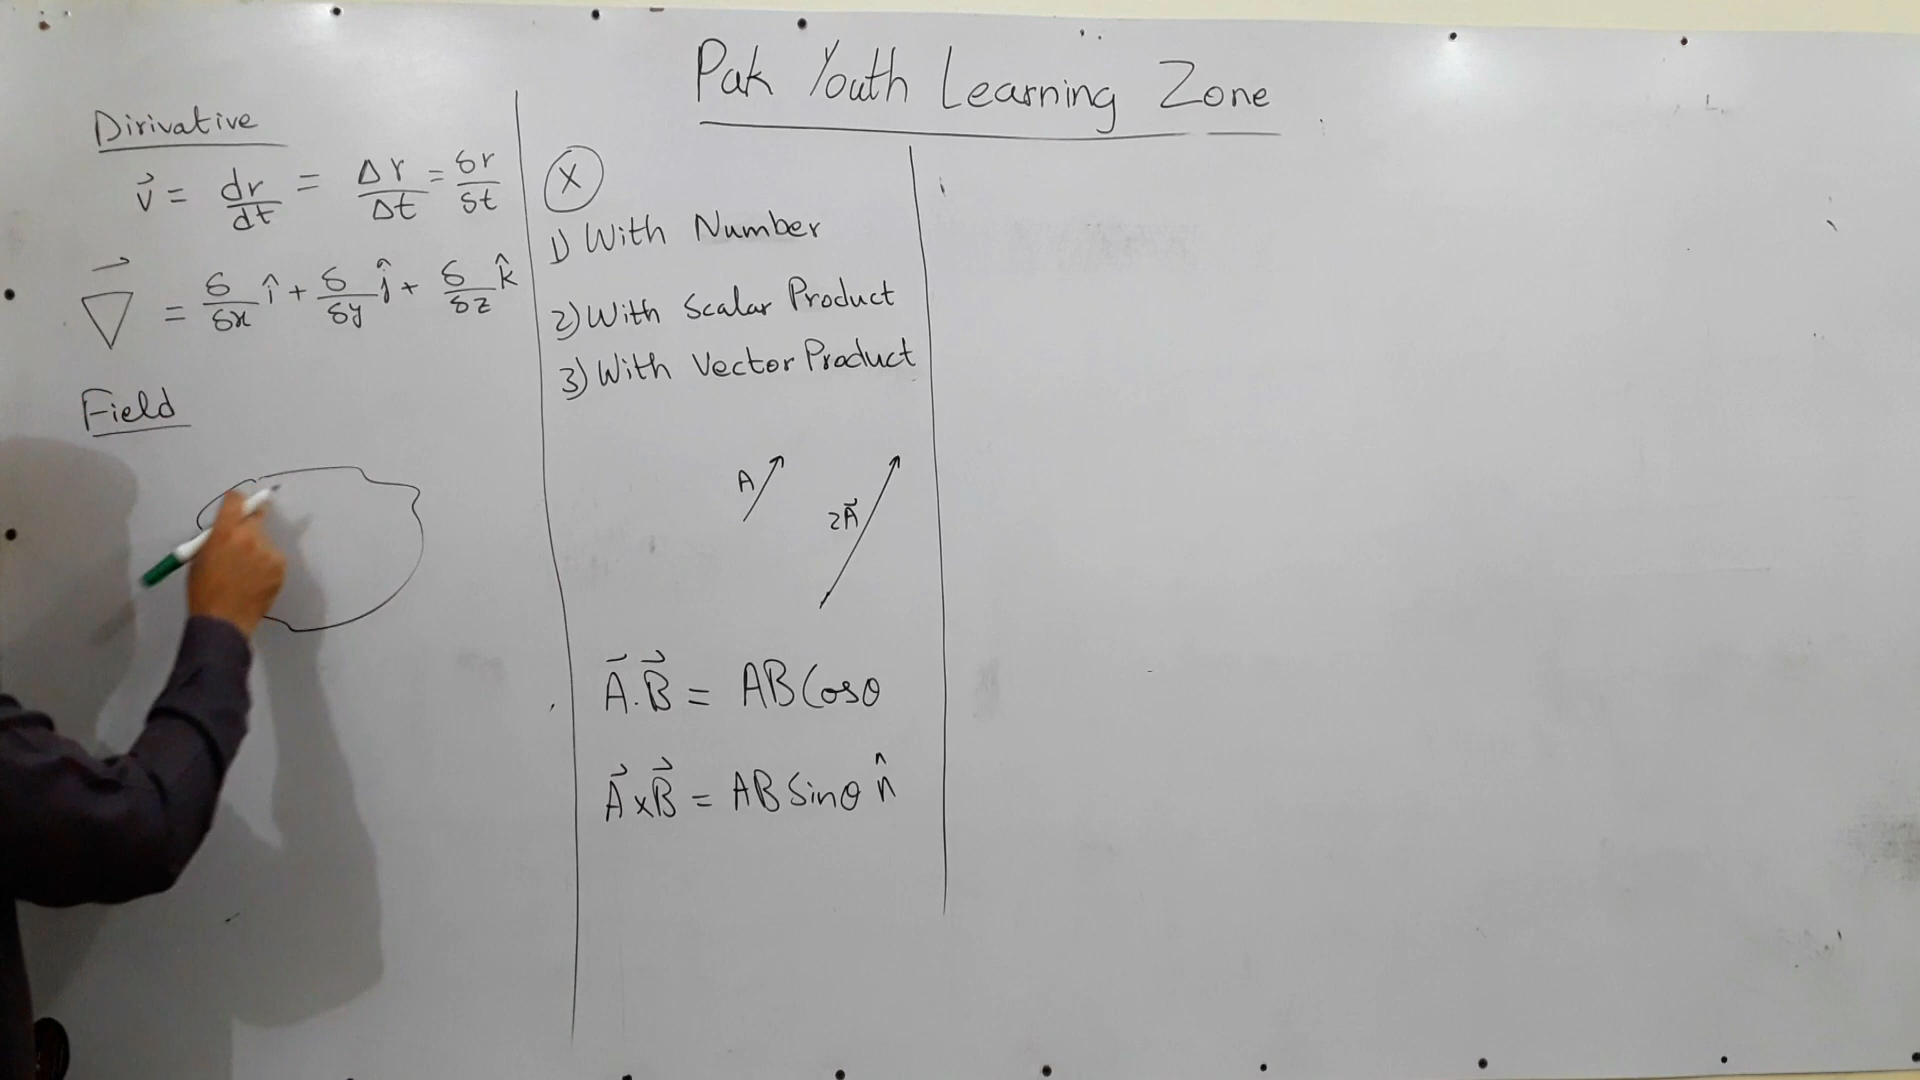 Pak Youth Learning Zone
Dirivative
v⃗ = dr/dt = Δr/Δt = δr/δt
∇⃗ = δ/δx î + δ/δy ĵ + δ/δz k̂
Field
X
1) With Number
2) With Scalar Product
3) With Vector Product
A
2A⃗
A⃗.B⃗ = AB Cosθ
A⃗xB⃗ = AB Sinθ n̂